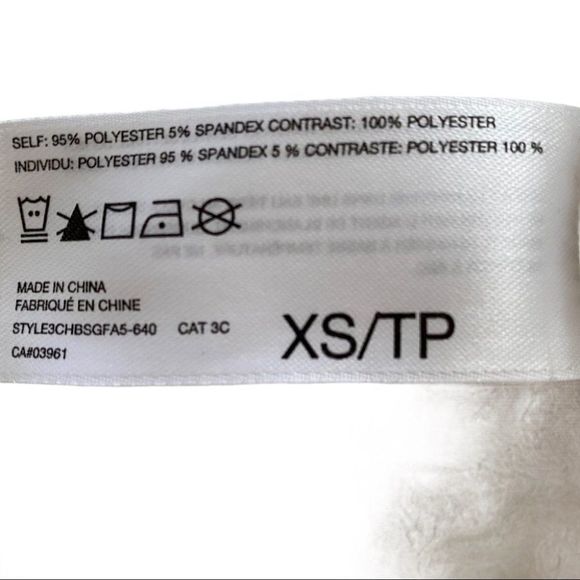 SELF: 95% POLYESTER 5% SPANDEX CONTRAST: 100% POLYESTER
INDIVIDU: POLYESTER 95 % SPANDEX 5 % CONTRASTE: POLYESTER 100 %
MADE IN CHINA
FABRIQUÉ EN CHINE
STYLE3CHBSGFA5-640 CAT 3C
CA#03961
XS/TP